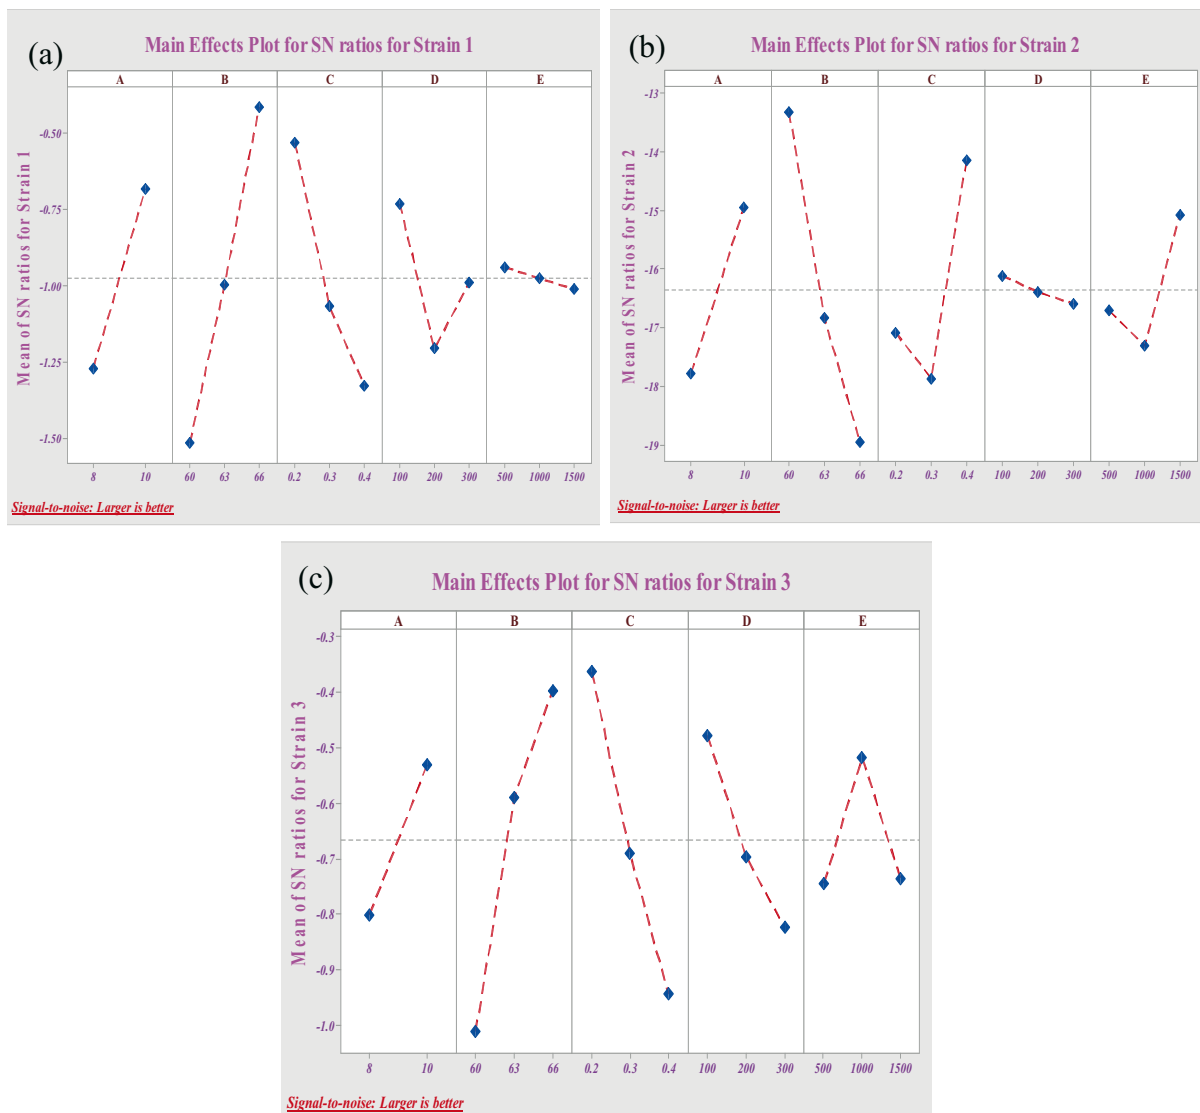 (a)
Main Effects Plot for SN ratios for Strain 1
A B C D E
Mean of SN ratios for Strain 1
-0.50
-0.75
-1.00
-1.25
-1.50
8 10 60 63 66 0.2 0.3 0.4 100 200 300 500 1000 1500
Signal-to-noise: Larger is better
(b)
Main Effects Plot for SN ratios for Strain 2
A B C D E
Mean of SN ratios for Strain 2
-13
-14
-15
-16
-17
-18
-19
8 10 60 63 66 0.2 0.3 0.4 100 200 300 500 1000 1500
Signal-to-noise: Larger is better
(c)
Main Effects Plot for SN ratios for Strain 3
A B C D E
Mean of SN ratios for Strain 3
-0.3
-0.4
-0.5
-0.6
-0.7
-0.8
-0.9
-1.0
8 10 60 63 66 0.2 0.3 0.4 100 200 300 500 1000 1500
Signal-to-noise: Larger is better